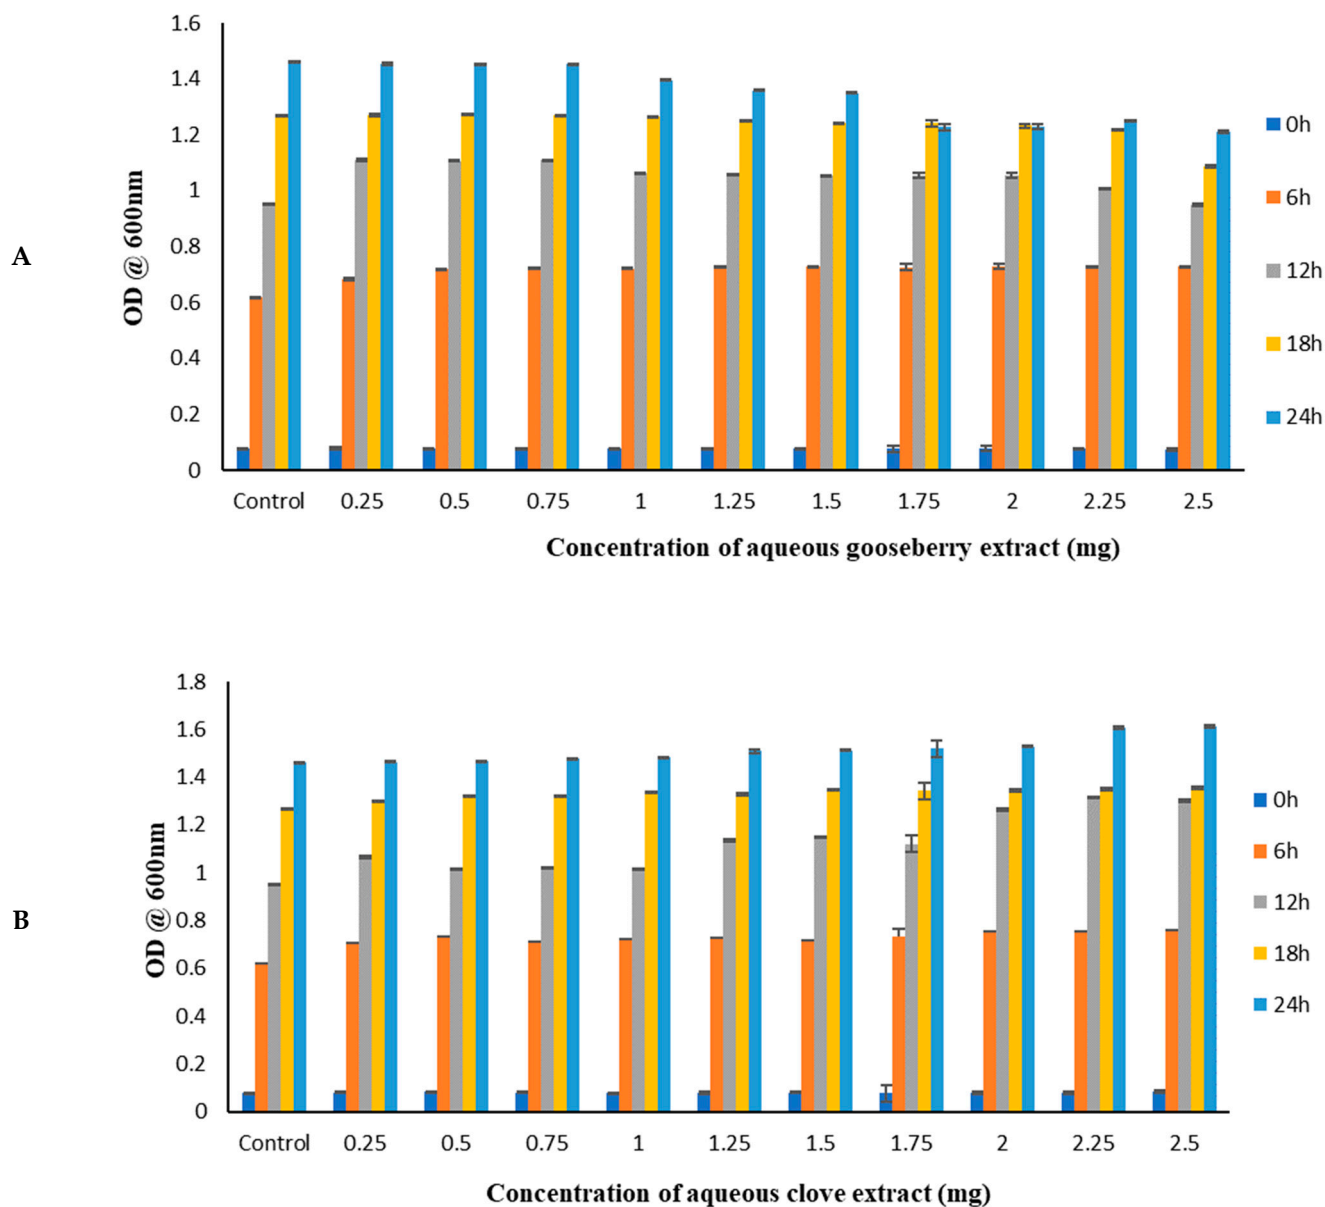 A
OD @ 600nm
1.6
1.4
1.2
1
0.8
0.6
0.4
0.2
0
Control 0.25 0.5 0.75 1 1.25 1.5 1.75 2 2.25 2.5
Concentration of aqueous gooseberry extract (mg)
0h
6h
12h
18h
24h
B
OD @ 600nm
1.8
1.6
1.4
1.2
1
0.8
0.6
0.4
0.2
0
Control 0.25 0.5 0.75 1 1.25 1.5 1.75 2 2.25 2.5
Concentration of aqueous clove extract (mg)
0h
6h
12h
18h
24h